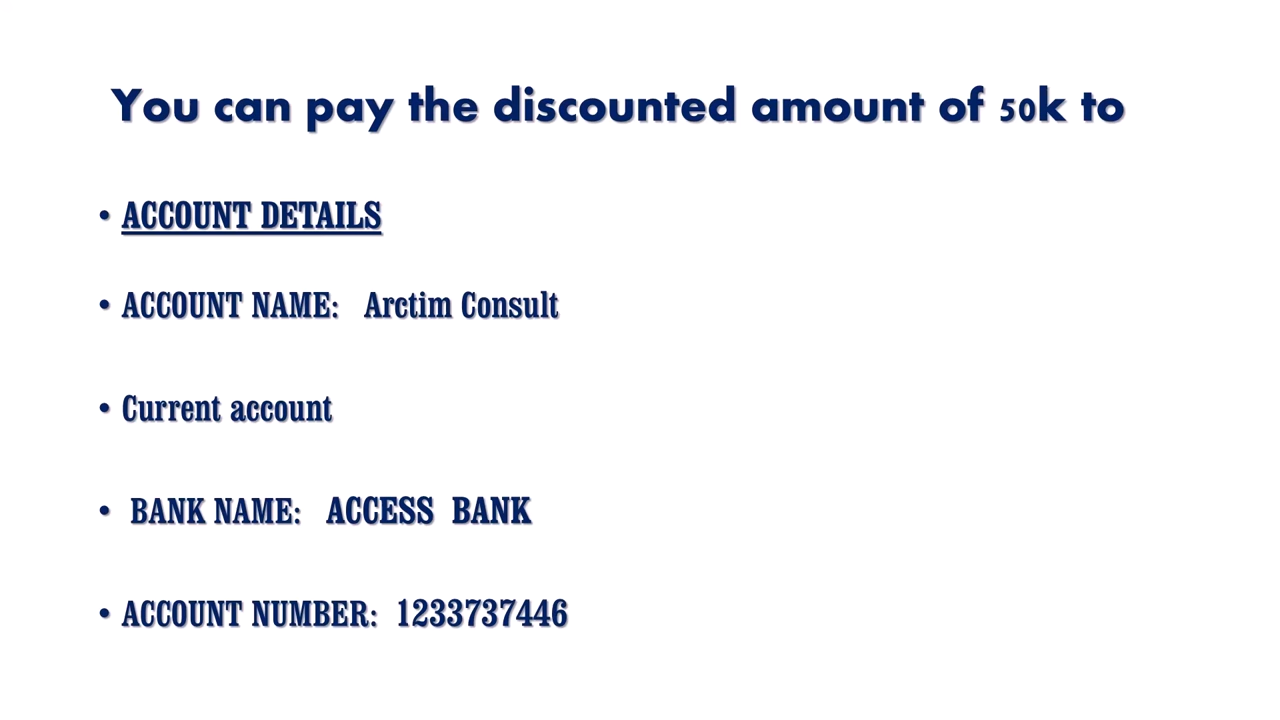 You can pay the discounted amount of 50k to
• ACCOUNT DETAILS
• ACCOUNT NAME: Arctim Consult
• Current account
• BANK NAME: ACCESS BANK
• ACCOUNT NUMBER: 1233737446